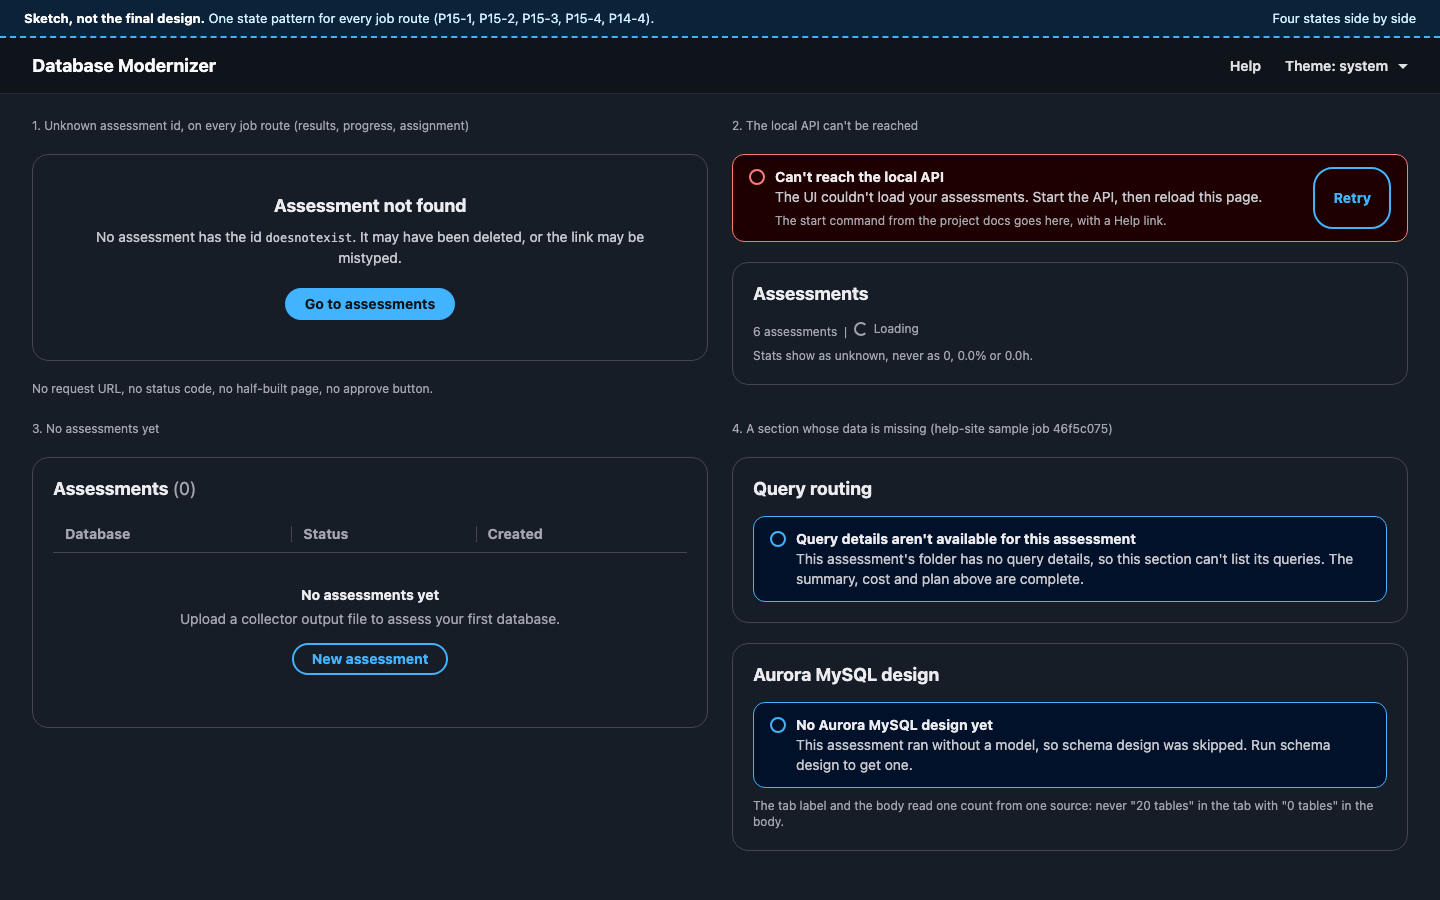 Sketch, not the final design. One state pattern for every job route (P15-1, P15-2, P15-3, P15-4, P14-4).
Four states side by side
Database Modernizer
Help
Theme: system
1. Unknown assessment id, on every job route (results, progress, assignment)
Assessment not found
No assessment has the id doesnotexist. It may have been deleted, or the link may be
mistyped.
Go to assessments
No request URL, no status code, no half-built page, no approve button.
2. The local API can't be reached
Can't reach the local API
The UI couldn't load your assessments. Start the API, then reload this page.
The start command from the project docs goes here, with a Help link.
Retry
Assessments
6 assessments | Loading
Stats show as unknown, never as 0, 0.0% or 0.0h.
3. No assessments yet
Assessments (0)
Database
Status
Created
No assessments yet
Upload a collector output file to assess your first database.
New assessment
4. A section whose data is missing (help-site sample job 46f5c075)
Query routing
Query details aren't available for this assessment
This assessment's folder has no query details, so this section can't list its queries. The
summary, cost and plan above are complete.
Aurora MySQL design
No Aurora MySQL design yet
This assessment ran without a model, so schema design was skipped. Run schema
design to get one.
The tab label and the body read one count from one source: never "20 tables" in the tab with "0 tables" in the
body.